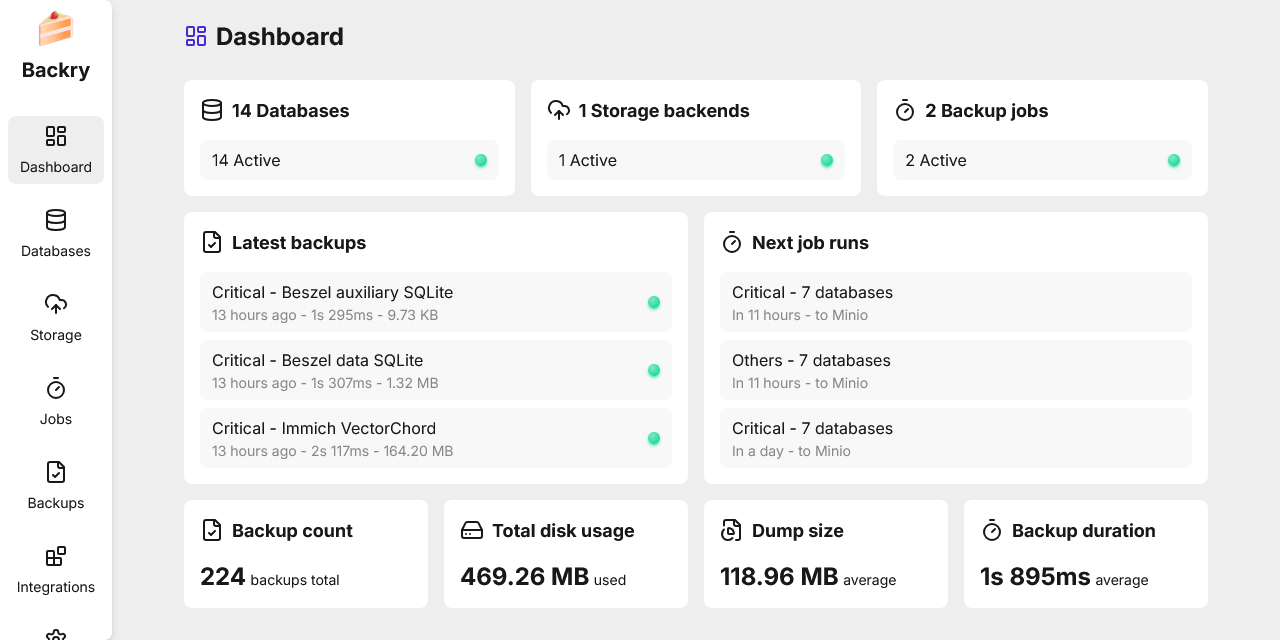 Backry
Dashboard
Databases
Storage
Jobs
Backups
Integrations
Dashboard
14 Databases
14 Active
1 Storage backends
1 Active
2 Backup jobs
2 Active
Latest backups
Critical - Beszel auxiliary SQLite
13 hours ago - 1s 295ms - 9.73 KB
Critical - Beszel data SQLite
13 hours ago - 1s 307ms - 1.32 MB
Critical - Immich VectorChord
13 hours ago - 2s 117ms - 164.20 MB
Next job runs
Critical - 7 databases
In 11 hours - to Minio
Others - 7 databases
In 11 hours - to Minio
Critical - 7 databases
In a day - to Minio
Backup count
224 backups total
Total disk usage
469.26 MB used
Dump size
118.96 MB average
Backup duration
1s 895ms average